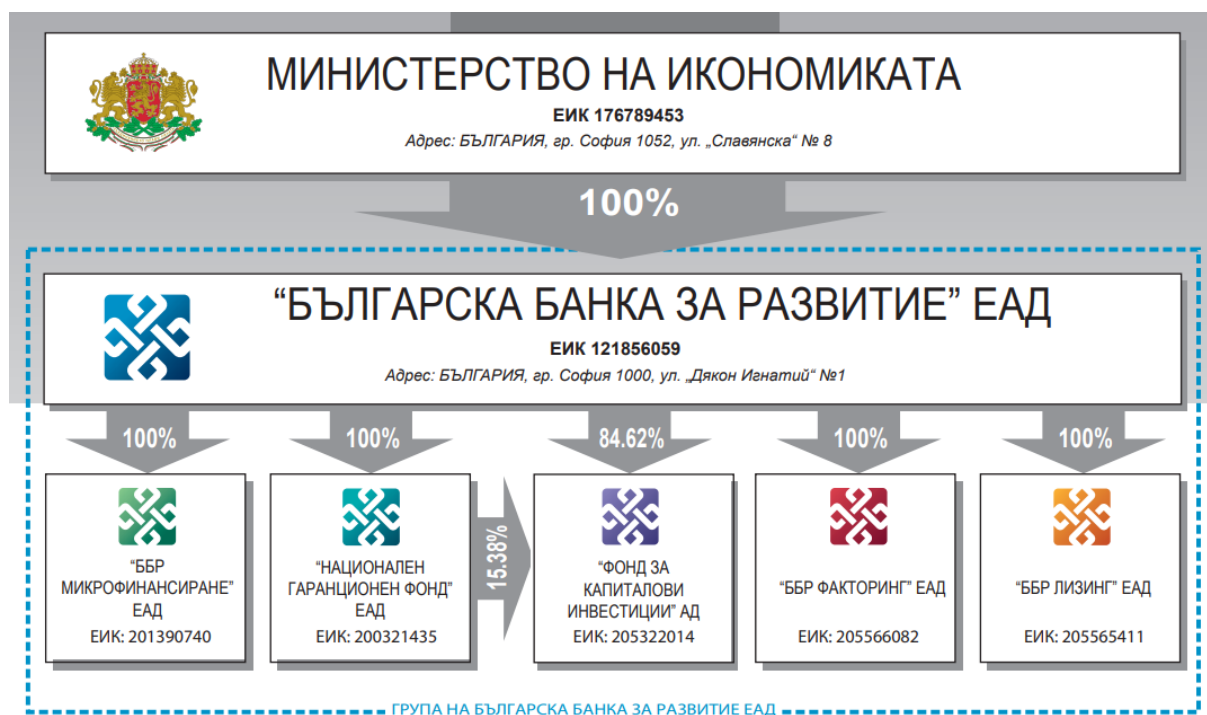 МИНИСТЕРСТВО НА ИКОНОМИКАТА
ЕИК 176789453
Адрес: БЪЛГАРИЯ, гр. София 1052, ул. „Славянска“ № 8
100%
“БЪЛГАРСКА БАНКА ЗА РАЗВИТИЕ” ЕАД
ЕИК 121856059
Адрес: БЪЛГАРИЯ, гр. София 1000, ул. „Дякон Игнатий“ №1
100%
100%
84.62%
100%
100%
“ББР
МИКРОФИНАНСИРАНЕ”
ЕАД
ЕИК: 201390740
“НАЦИОНАЛЕН
ГАРАНЦИОНЕН ФОНД”
ЕАД
ЕИК: 200321435
15.38%
“ФОНД ЗА
КАПИТАЛОВИ
ИНВЕСТИЦИИ” АД
ЕИК: 205322014
“ББР ФАКТОРИНГ” ЕАД
ЕИК: 205566082
“ББР ЛИЗИНГ” ЕАД
ЕИК: 205565411
ГРУПА НА БЪЛГАРСКА БАНКА ЗА РАЗВИТИЕ ЕАД